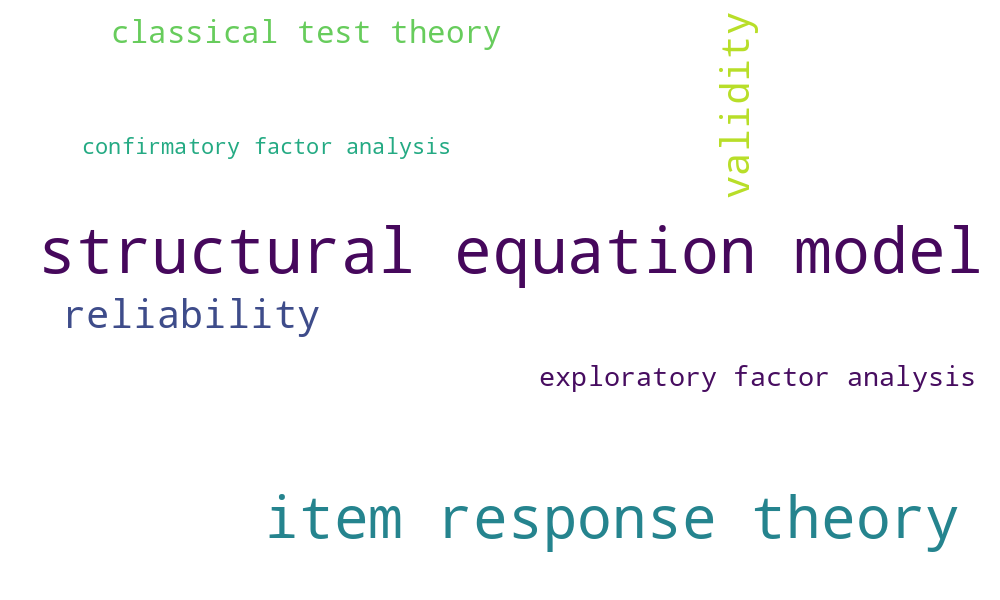 classical test theory
validity
confirmatory factor analysis
structural equation model
reliability
exploratory factor analysis
item response theory